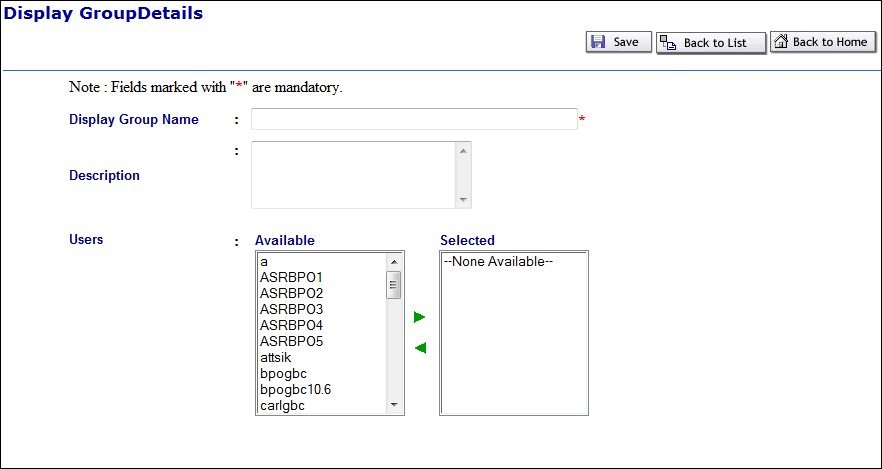 Display GroupDetails
Save Back to List Back to Home
Note : Fields marked with "*" are mandatory.
Display Group Name : *
:
Description
Users : Available Selected
a --None Available--
ASRBPO1
ASRBPO2
ASRBPO3
ASRBPO4
ASRBPO5
attsik
bpogbc
bpogbc10.6
carlgbc